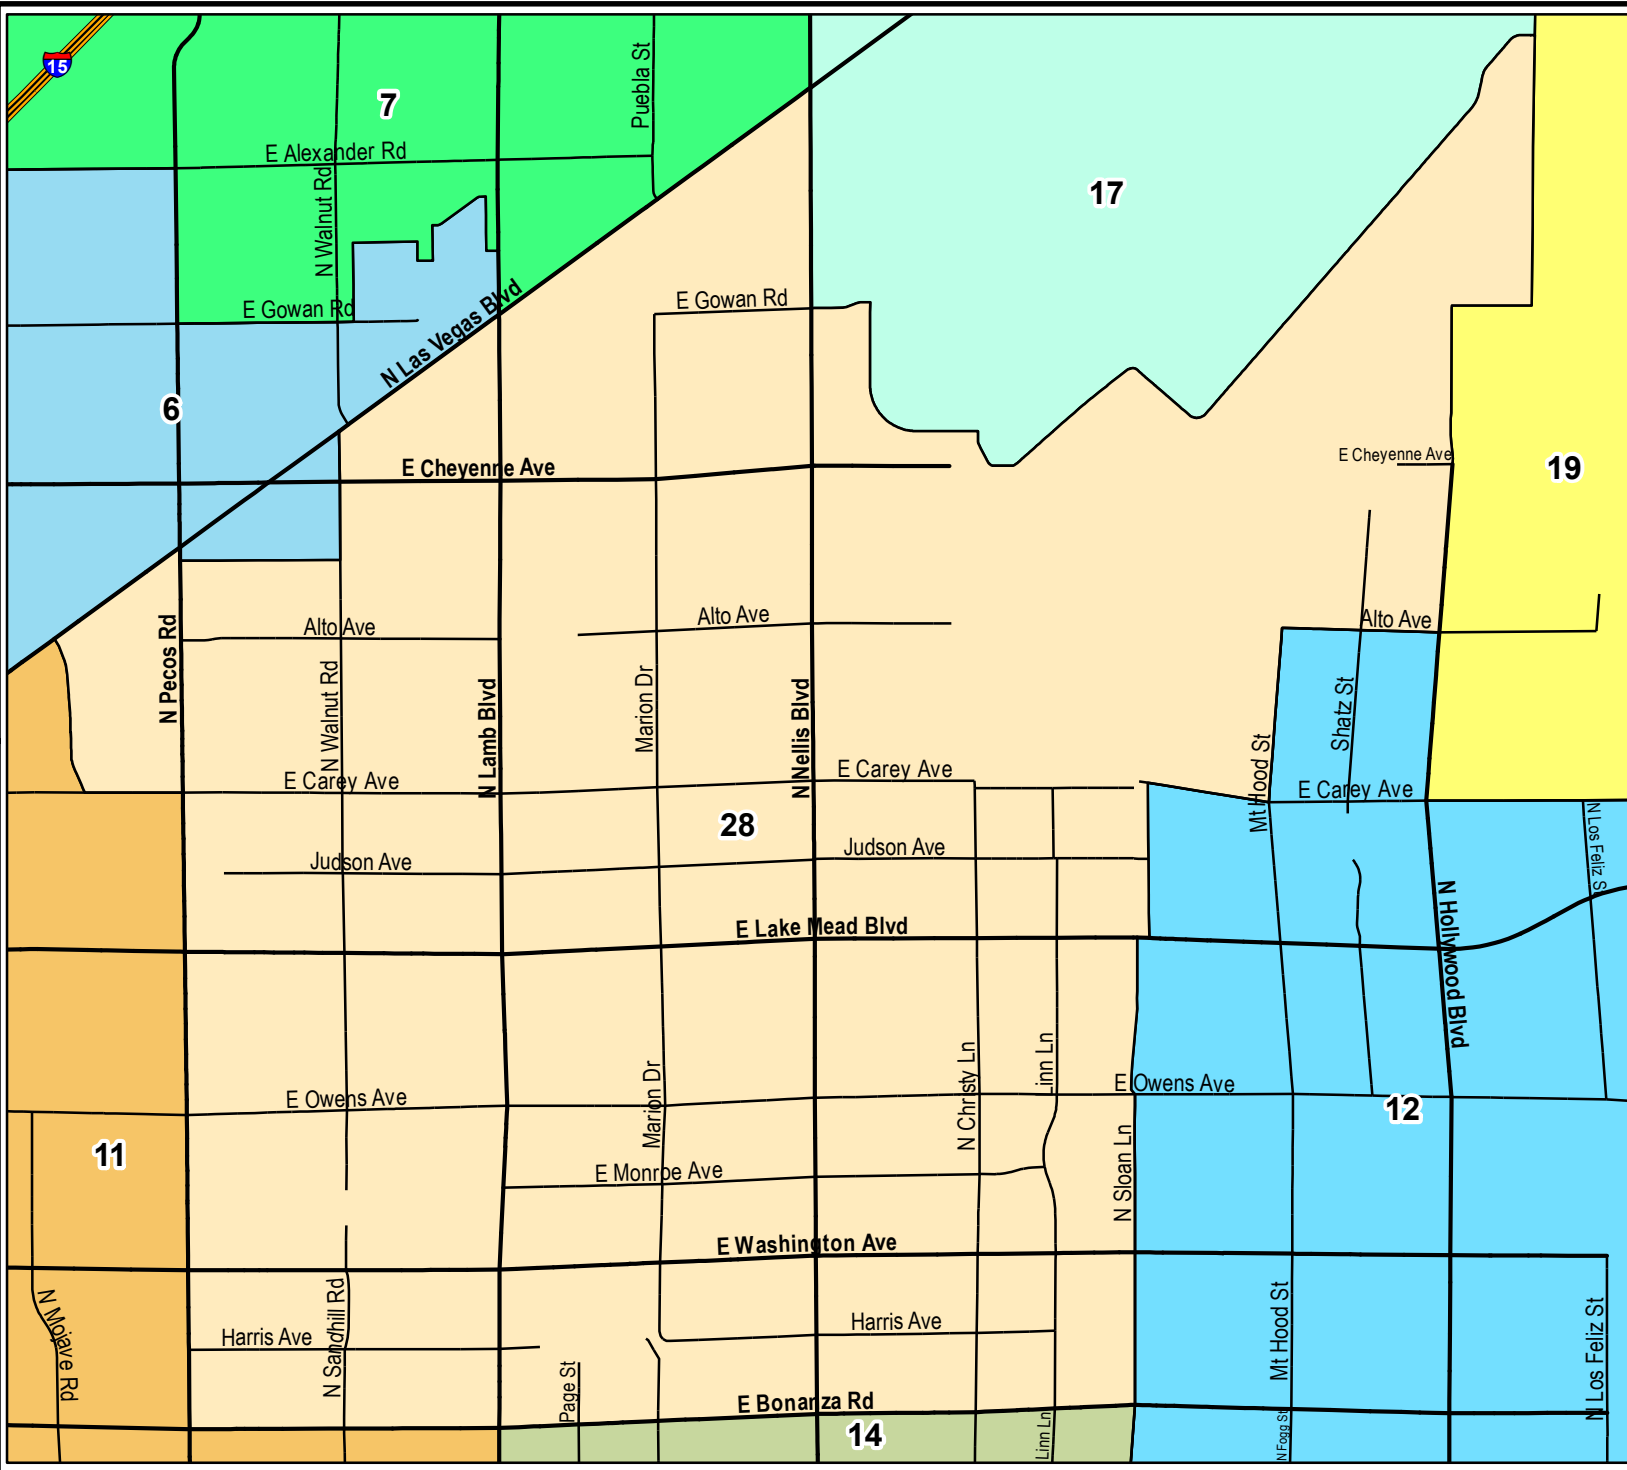 15
7
Puebla St
E Alexander Rd
N Walnut Rd
17
E Gowan Rd
E Gowan Rd
N Las Vegas Blvd
6
E Cheyenne Ave
E Cheyenne Ave
19
Alto Ave
Alto Ave
Alto Ave
N Pecos Rd
N Walnut Rd
N Lamb Blvd
Marion Dr
N Nellis Blvd
Mt Hood St
Shatz St
E Carey Ave
E Carey Ave
E Carey Ave
28
Judson Ave
Judson Ave
N Los Feliz St
E Lake Mead Blvd
N Hollywood Blvd
E Owens Ave
Marion Dr
N Christy Ln
Linn Ln
E Owens Ave
12
11
E Monroe Ave
N Sloan Ln
E Washington Ave
N Mojave Rd
Harris Ave
N Sandhill Rd
Harris Ave
Mt Hood St
N Los Feliz St
Page St
E Bonanza Rd
14
Linn Ln
N Fogg St